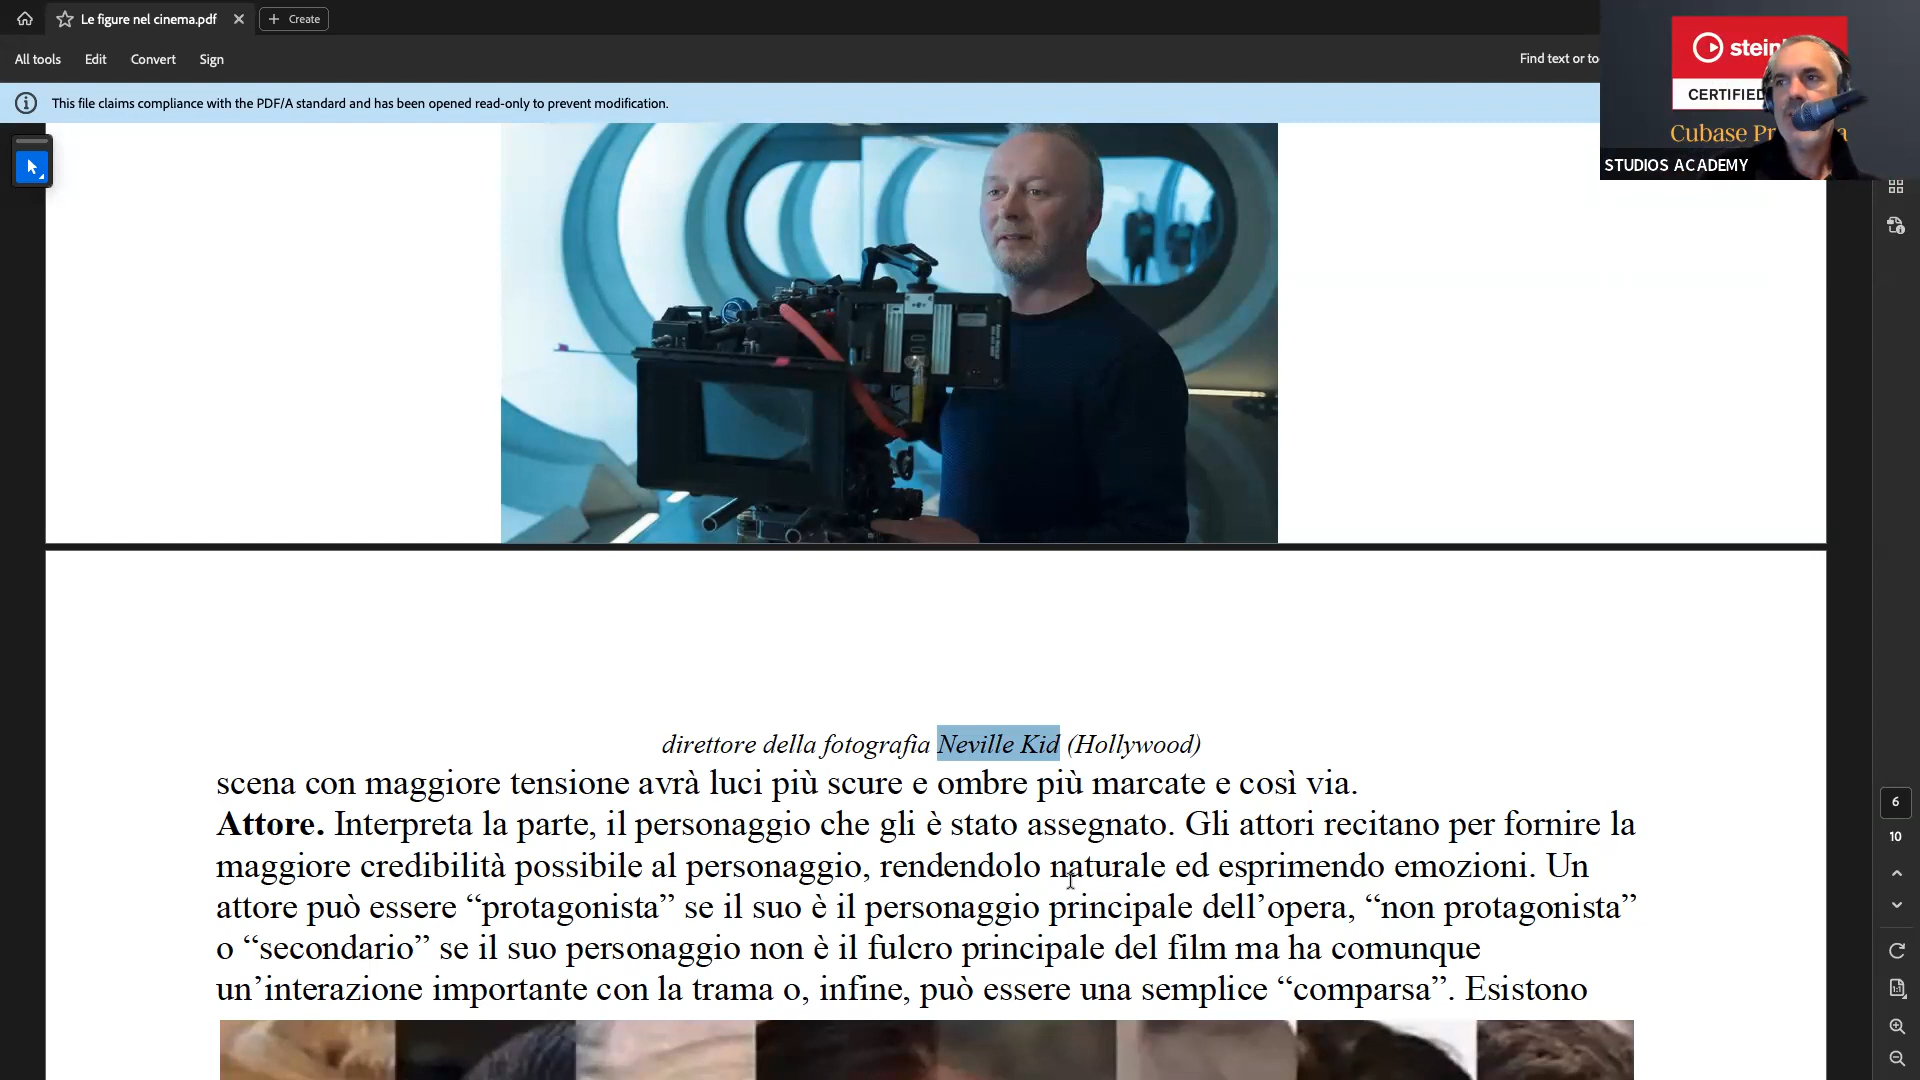 Le figure nel cinema.pdf
Create
All tools
Edit
Convert
Sign
Find text or
This file claims compliance with the PDF/A standard and has been opened read-only to prevent modification.
CERTIFIED
Cubase
STUDIOS ACADEMY
direttore della fotografia Neville Kid (Hollywood)
scena con maggiore tensione avrà luci più scure e ombre più marcate e così via.
Attore. Interpreta la parte, il personaggio che gli è stato assegnato. Gli attori recitano per fornire la
maggiore credibilità possibile al personaggio, rendendolo naturale ed esprimendo emozioni. Un
attore può essere “protagonista” se il suo è il personaggio principale dell’opera, “non protagonista”
o “secondario” se il suo personaggio non è il fulcro principale del film ma ha comunque
un’interazione importante con la trama o, infine, può essere una semplice “comparsa”. Esistono
6
10